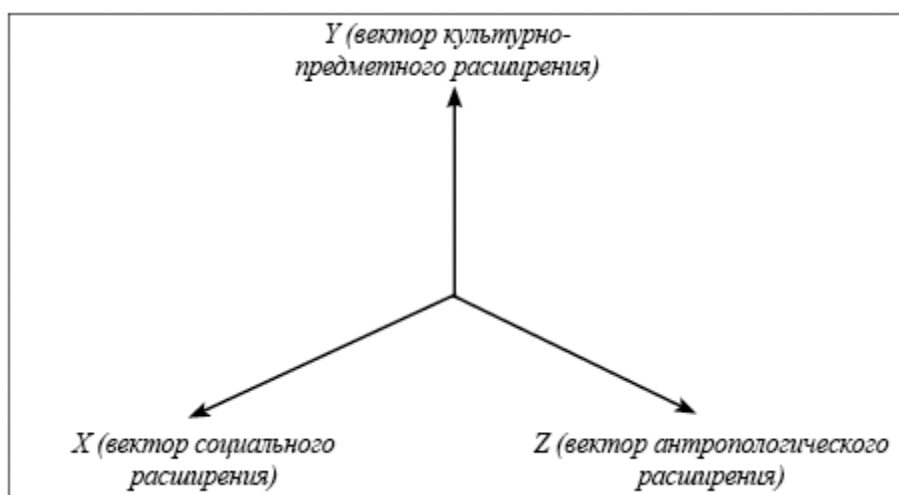 Y (вектор культурно-
предметного расширения)
X (вектор социального
расширения)
Z (вектор антропологического
расширения)